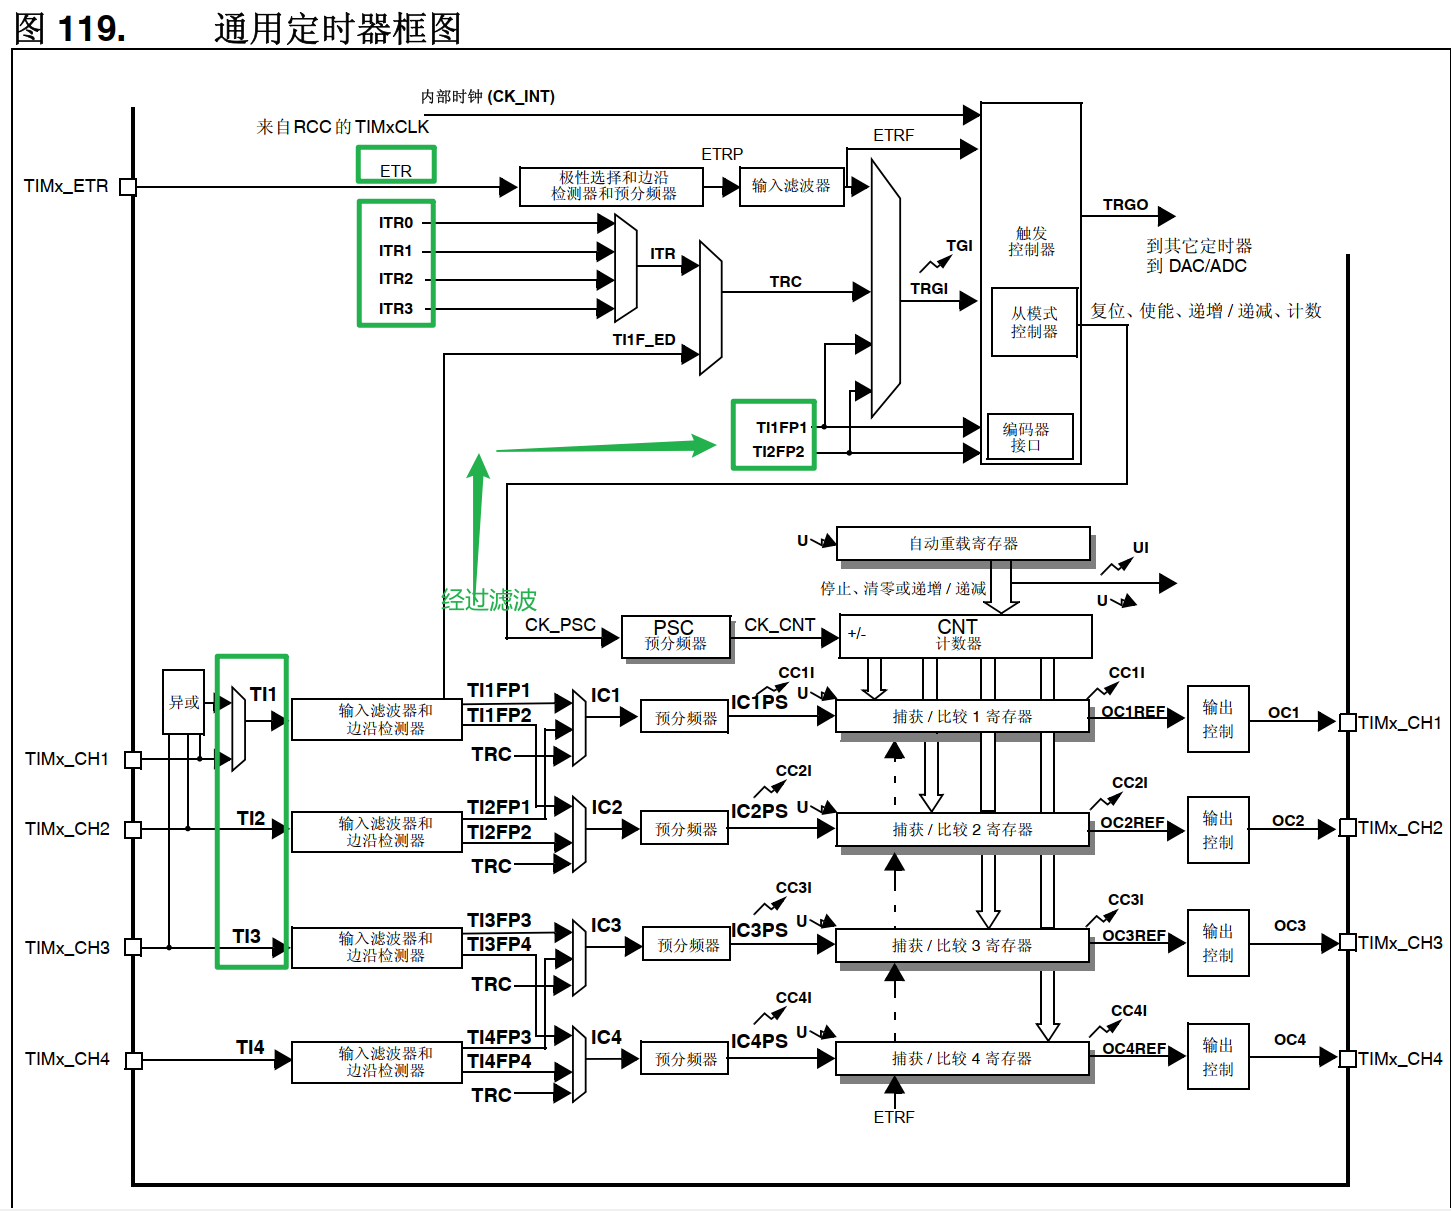 图 119. 通用定时器框图
内部时钟 (CK_INT)
来自RCC 的 TIMxCLK
ETR
ETRP
ETRF
TIMx_ETR
极性选择和边沿
检测器和预分频器
输入滤波器
ITR0
ITR1
ITR2
ITR3
ITR
TI1F_ED
TRC
TGI
TRGI
触发
控制器
TRGO
到其它定时器
到 DAC/ADC
从模式
控制器
复位、使能、递增 / 递减、计数
TI1FP1
TI2FP2
编码器
接口
经过滤波
U
自动重载寄存器
UI
停止、清零或递增 / 递减
U
CK_PSC
PSC
预分频器
CK_CNT
+/-
CNT
计数器
异或
TI1
输入滤波器和
边沿检测器
TI1FP1
TI1FP2
TRC
IC1
预分频器
IC1PS
CC1I
U
捕获 / 比较 1 寄存器
CC1I
OC1REF
输出
控制
OC1
TIMx_CH1
TIMx_CH1
TIMx_CH2
TI2
输入滤波器和
边沿检测器
TI2FP1
TI2FP2
TRC
IC2
预分频器
IC2PS
CC2I
U
捕获 / 比较 2 寄存器
CC2I
OC2REF
输出
控制
OC2
TIMx_CH2
TIMx_CH3
TI3
输入滤波器和
边沿检测器
TI3FP3
TI3FP4
TRC
IC3
预分频器
IC3PS
CC3I
U
捕获 / 比较 3 寄存器
CC3I
OC3REF
输出
控制
OC3
TIMx_CH3
TIMx_CH4
TI4
输入滤波器和
边沿检测器
TI4FP3
TI4FP4
TRC
IC4
预分频器
IC4PS
CC4I
U
捕获 / 比较 4 寄存器
CC4I
OC4REF
输出
控制
OC4
TIMx_CH4
ETRF